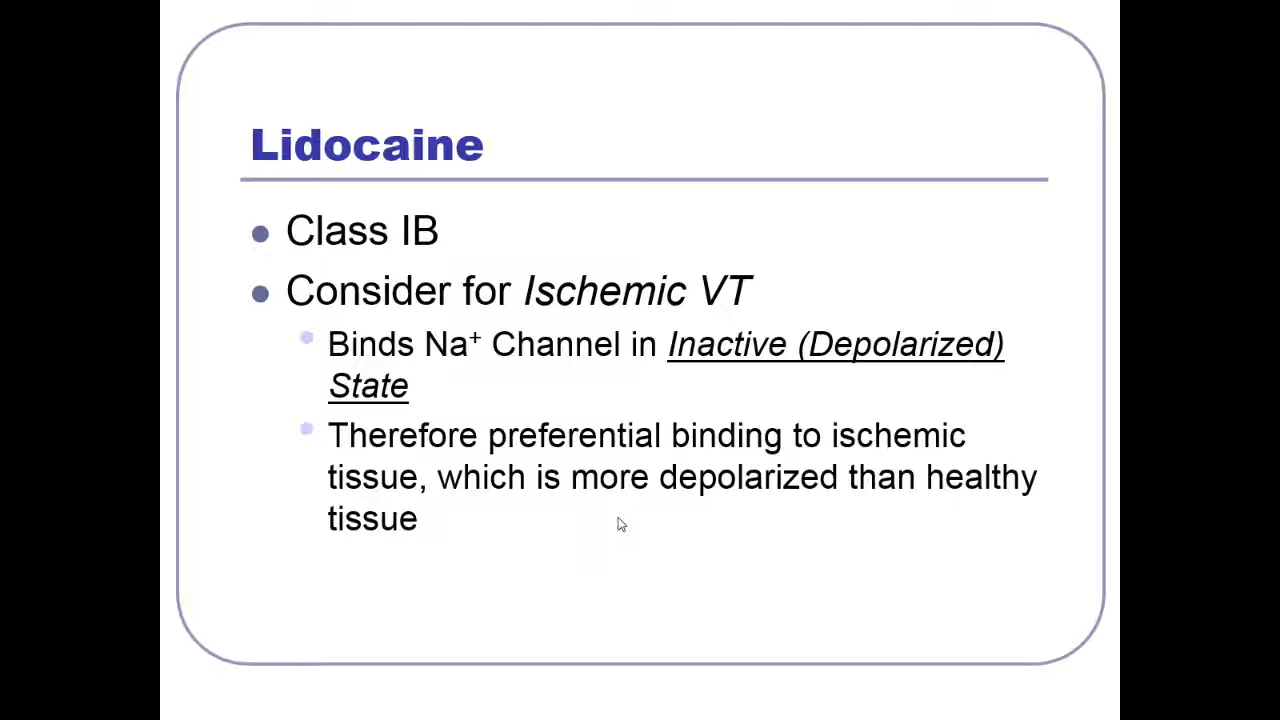 Lidocaine
Class IB
Consider for Ischemic VT
Binds Na⁺ Channel in Inactive (Depolarized)
State
Therefore preferential binding to ischemic
tissue, which is more depolarized than healthy
tissue